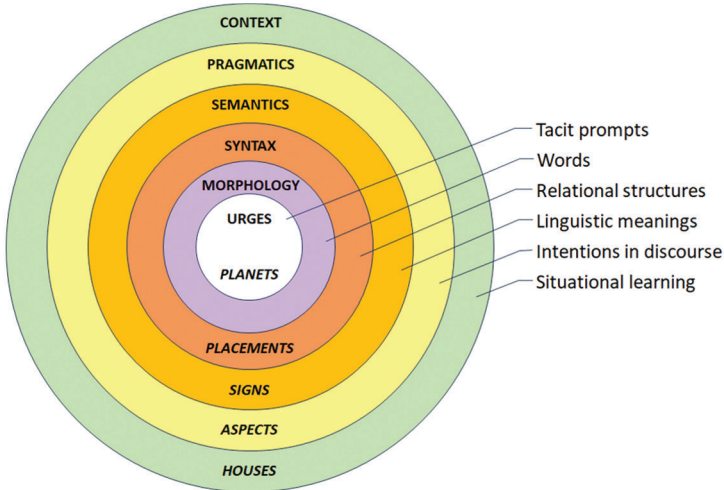 CONTEXT
PRAGMATICS
SEMANTICS
SYNTAX
MORPHOLOGY
URGES
PLANETS
PLACEMENTS
SIGNS
ASPECTS
HOUSES
Tacit prompts
Words
Relational structures
Linguistic meanings
Intentions in discourse
Situational learning